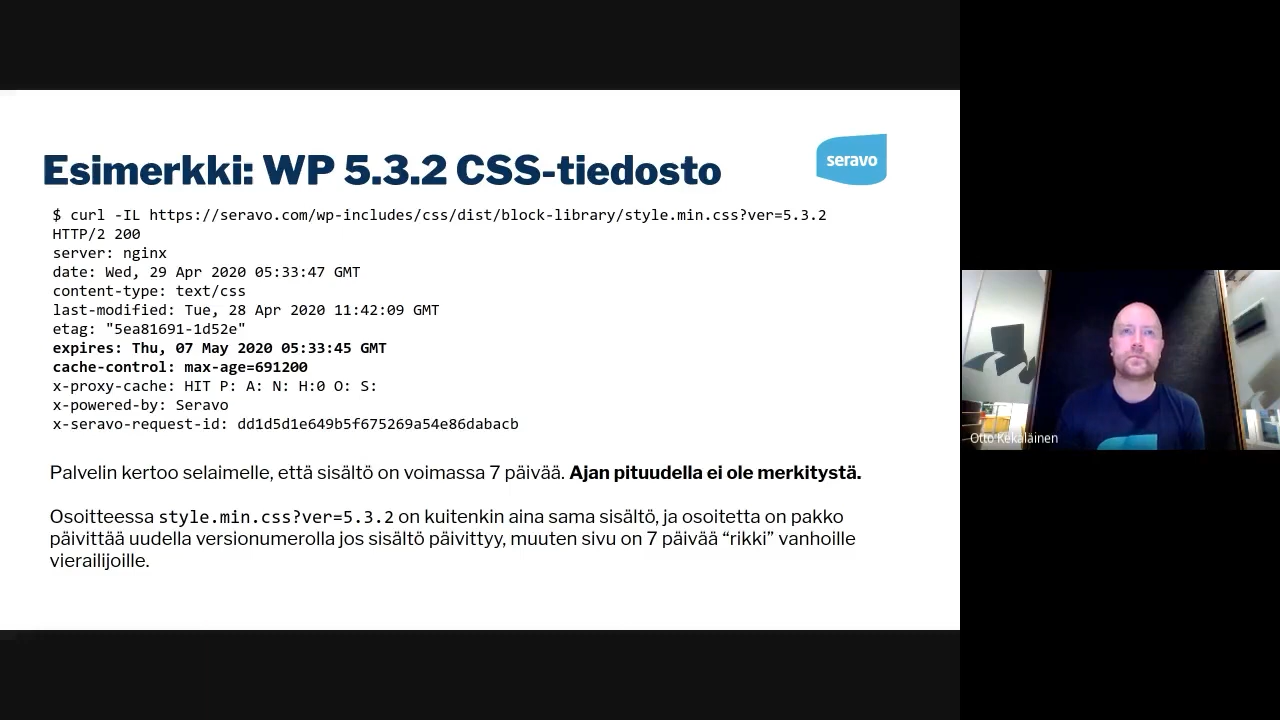 Esimerkki: WP 5.3.2 CSS-tiedosto
seravo
$ curl -IL https://seravo.com/wp-includes/css/dist/block-library/style.min.css?ver=5.3.2
HTTP/2 200
server: nginx
date: Wed, 29 Apr 2020 05:33:47 GMT
content-type: text/css
last-modified: Tue, 28 Apr 2020 11:42:09 GMT
etag: "5ea81691-1d52e"
expires: Thu, 07 May 2020 05:33:45 GMT
cache-control: max-age=691200
x-proxy-cache: HIT P: A: N: H:0 O: S:
x-powered-by: Seravo
x-seravo-request-id: dd1d5d1e649b5f675269a54e86dabacb
Palvelin kertoo selaimelle, että sisältö on voimassa 7 päivää. Ajan pituudella ei ole merkitystä.
Osoitteessa style.min.css?ver=5.3.2 on kuitenkin aina sama sisältö, ja osoitetta on pakko
päivittää uudella versionumerolla jos sisältö päivittyy, muuten sivu on 7 päivää “rikki” vanhoille
vierailijoille.
Otto Kekäläinen